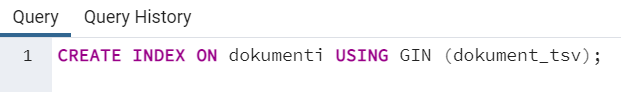 Query Query History
1 CREATE INDEX ON dokumenti USING GIN (dokument_tsv);